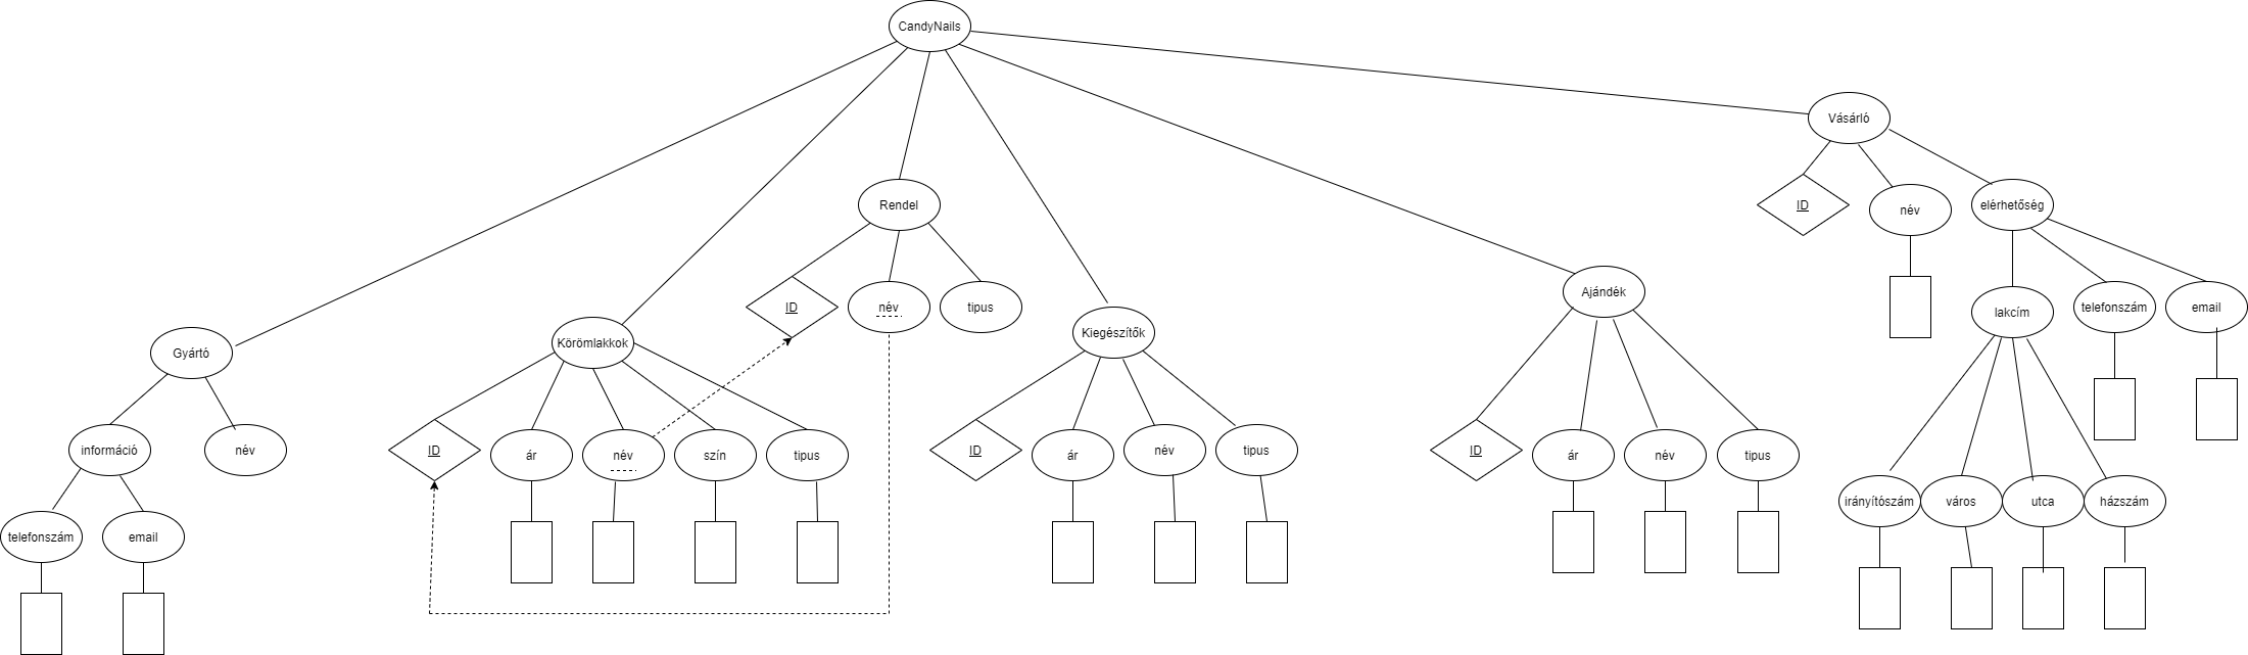 CandyNails
Vásárló
Rendel
ID
név
elérhetőség
ID
név
tipus
Ajándék
lakcím
telefonszám
email
Gyártó
Körömlakkok
Kiegészítők
információ
név
ID
ár
név
szín
tipus
ID
ár
név
tipus
ID
ár
név
tipus
irányítószám
város
utca
házszám
telefonszám
email